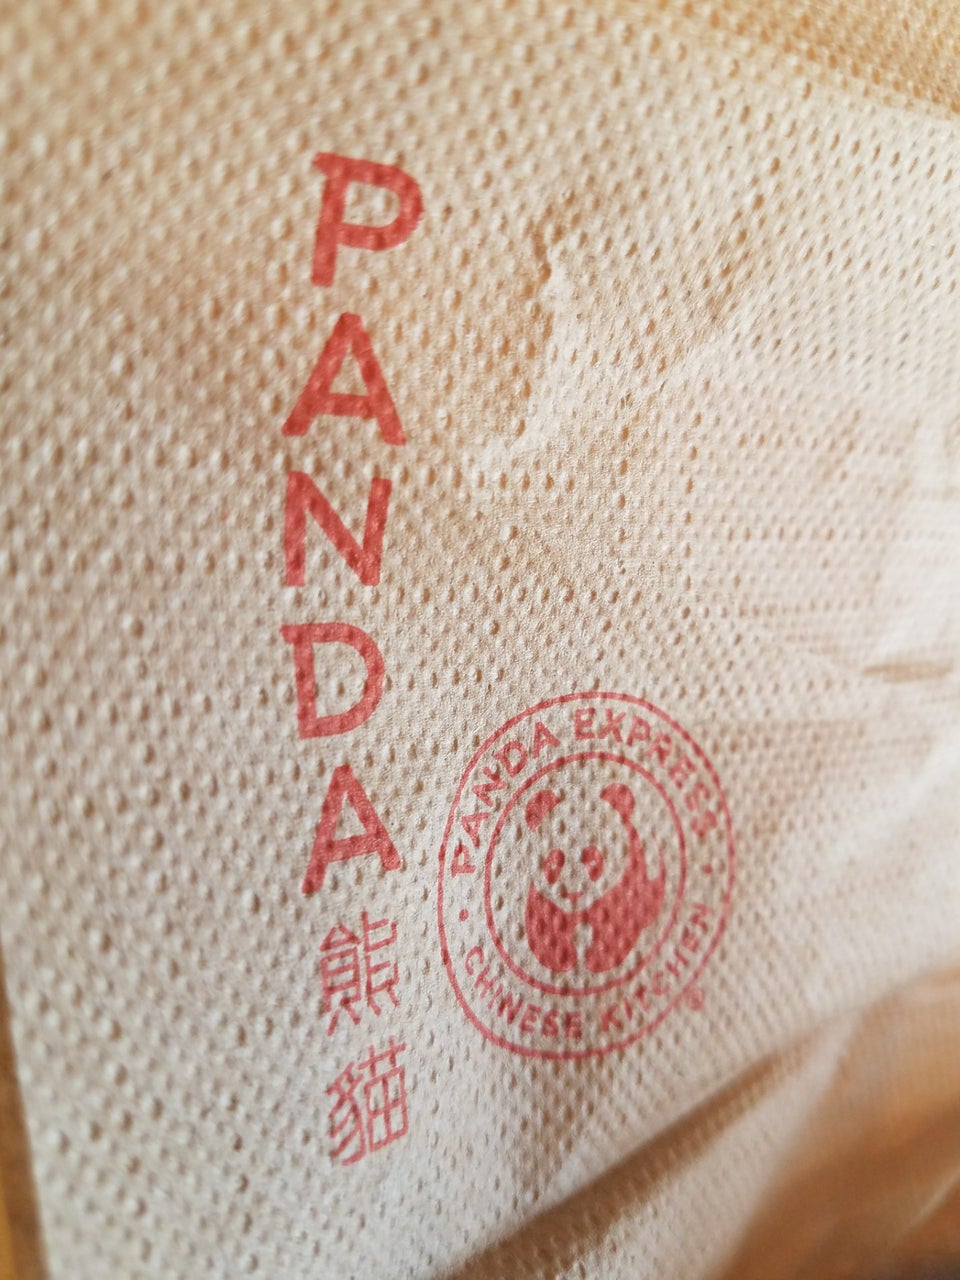 PANDA
熊貓
PANDA EXPRESS
CHINESE KITCHEN
®